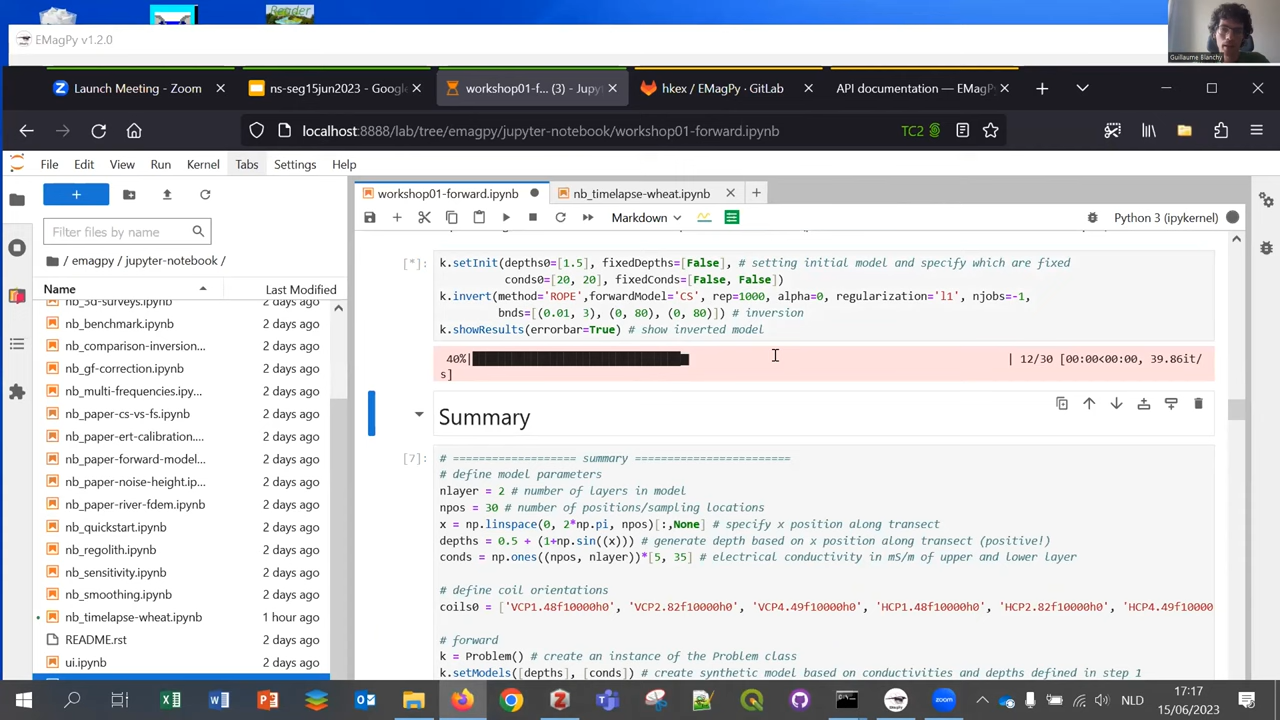 Reader
EMagPy v1.2.0
Guillaume Blanchy
Launch Meeting - Zoom
ns-seg15jun2023 - Google
workshop01-f... (3) - Jupyt
hkex / EMagPy · GitLab
API documentation — EMagP
localhost:8888/lab/tree/emagpy/jupyter-notebook/workshop01-forward.ipynb
TC2
File Edit View Run Kernel Tabs Settings Help
workshop01-forward.ipynb
nb_timelapse-wheat.ipynb
Markdown
Python 3 (ipykernel)
Filter files by name
/ emagpy / jupyter-notebook /
Name Last Modified
nb_3d-surveys.ipynb 2 days ago
nb_benchmark.ipynb 2 days ago
nb_comparison-inversion... 2 days ago
nb_gf-correction.ipynb 2 days ago
nb_multi-frequencies.ipy... 2 days ago
nb_paper-cs-vs-fs.ipynb 2 days ago
nb_paper-ert-calibration.... 2 days ago
nb_paper-forward-model... 2 days ago
nb_paper-noise-height.ip... 2 days ago
nb_paper-river-fdem.ipynb 2 days ago
nb_quickstart.ipynb 2 days ago
nb_regolith.ipynb 2 days ago
nb_sensitivity.ipynb 2 days ago
nb_smoothing.ipynb 2 days ago
nb_timelapse-wheat.ipynb 1 hour ago
README.rst 2 days ago
ui.ipynb 2 days ago
[*]:
k.setInit(depths0=[1.5], fixedDepths=[False], # setting initial model and specify which are fixed
conds0=[20, 20], fixedConds=[False, False])
k.invert(method='ROPE',forwardModel='CS', rep=1000, alpha=0, regularization='l1', njobs=-1,
bnds=[(0.01, 3), (0, 80), (0, 80)]) # inversion
k.showResults(errorbar=True) # show inverted model
40%| | 12/30 [00:00<00:00, 39.86it/
s]
Summary
[7]:
# =================== summary ========================
# define model parameters
nlayer = 2 # number of layers in model
npos = 30 # number of positions/sampling locations
x = np.linspace(0, 2*np.pi, npos)[:,None] # specify x position along transect
depths = 0.5 + (1+np.sin((x))) # generate depth based on x position along transect (positive!)
conds = np.ones((npos, nlayer))*[5, 35] # electrical conductivity in mS/m of upper and lower layer
# define coil orientations
coils0 = ['VCP1.48f10000h0', 'VCP2.82f10000h0', 'VCP4.49f10000h0', 'HCP1.48f10000h0', 'HCP2.82f10000h0', 'HCP4.49f10000
# forward
k = Problem() # create an instance of the Problem class
k.setModels([depths], [conds]) # create synthetic model based on conductivities and depths defined in step 1
NLD
17:17
15/06/2023